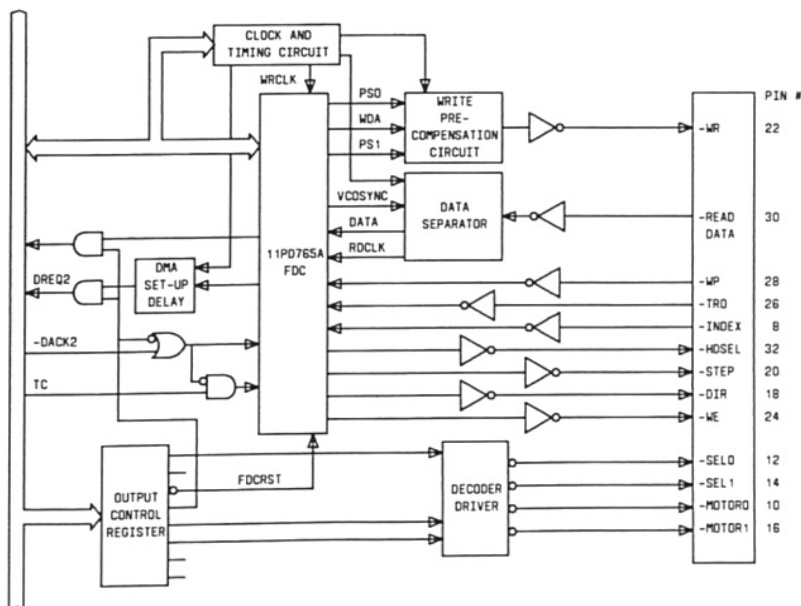 CLOCK AND
TIMING CIRCUIT
WRCLK
PIN #
PS0
WDA
PS1
WRITE
PRE-
COMPENSATION
CIRCUIT
-WR 22
VCOSYNC
DATA
RDCLK
DATA
SEPARATOR
-READ 30
DATA
11PD765A
FDC
DREQ2
DMA
SET-UP
DELAY
-WP 28
-TRO 26
-INDEX 8
-DACK2
-HDSEL 32
-STEP 20
TC
-DIR 18
-WE 24
OUTPUT
CONTROL
REGISTER
FDCRST
DECODER
DRIVER
-SEL0 12
-SEL1 14
-MOTOR0 10
-MOTOR1 16